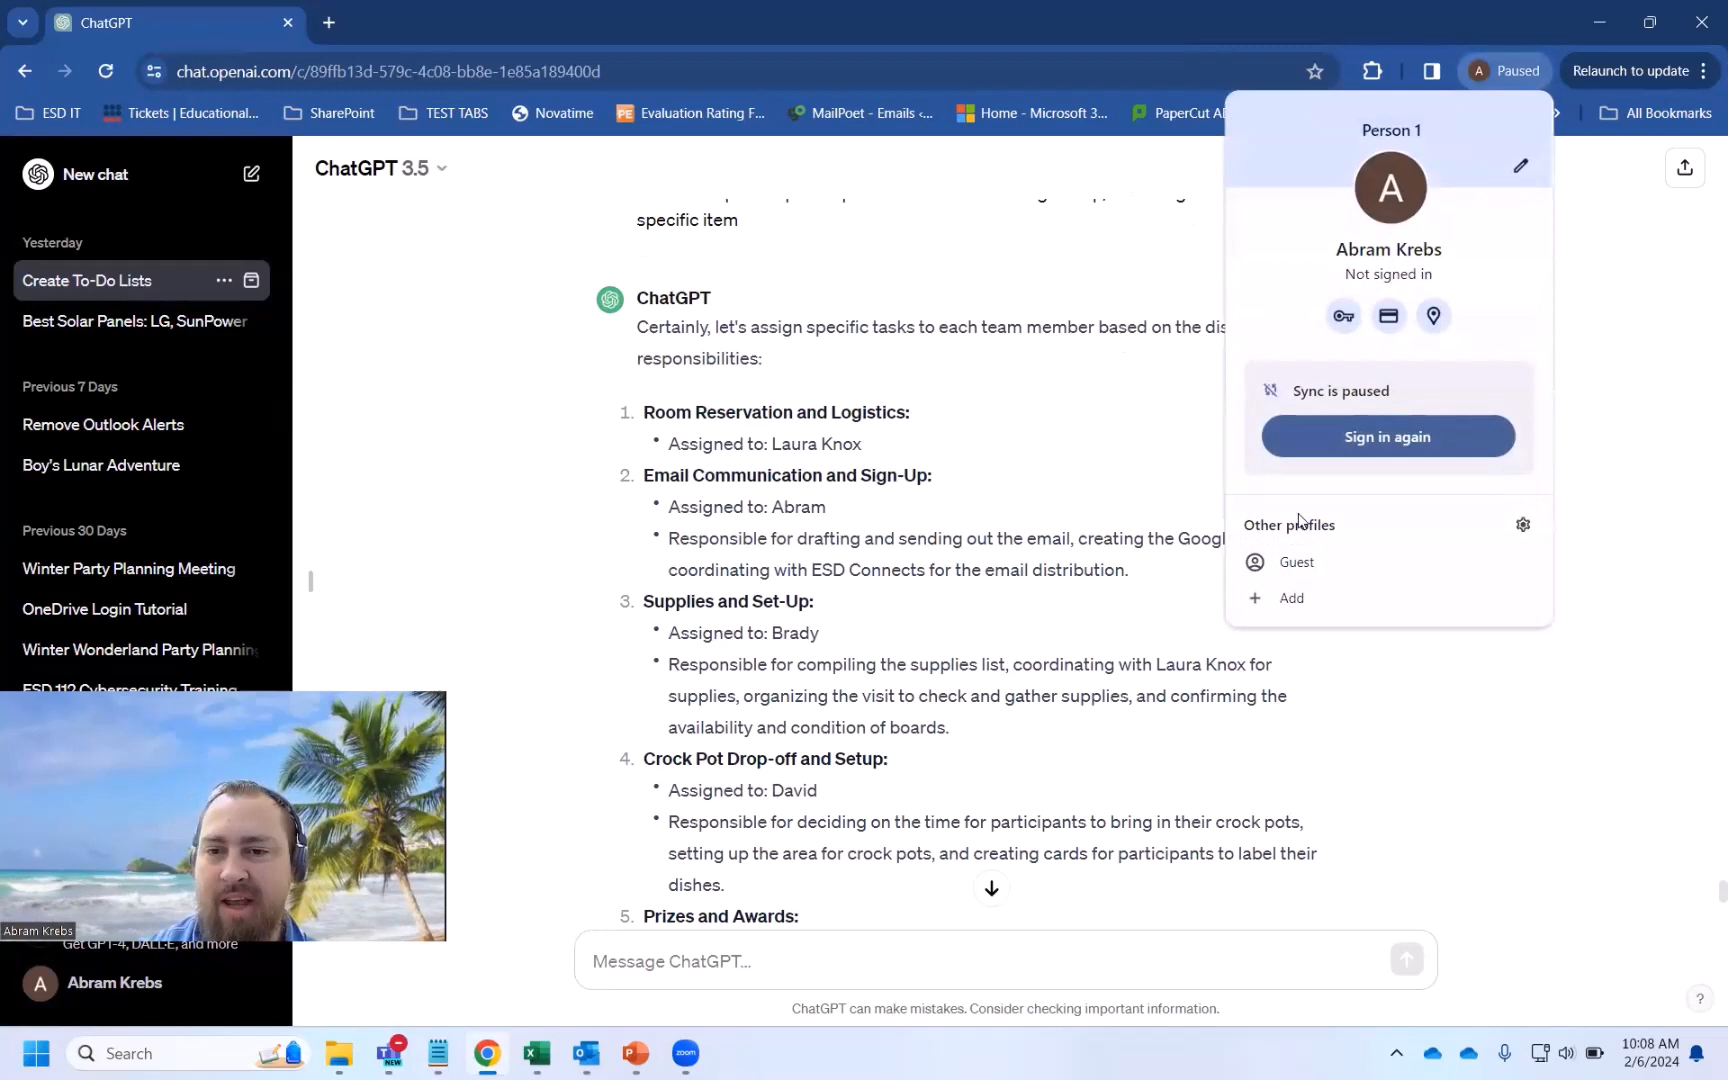 ChatGPT
chat.openai.com/c/89ffb13d-579c-4c08-bb8e-1e85a189400d
A Paused
Relaunch to update
ESD IT
Tickets | Educational...
SharePoint
TEST TABS
Novatime
PE Evaluation Rating F...
MailPoet - Emails ‹...
Home - Microsoft 3...
All Bookmarks
New chat
Yesterday
Create To-Do Lists
Best Solar Panels: LG, SunPower
Previous 7 Days
Remove Outlook Alerts
Boy's Lunar Adventure
Previous 30 Days
Winter Party Planning Meeting
OneDrive Login Tutorial
Winter Wonderland Party Planning
ESD 112 Cybersecurity Training
Abram Krebs
Get GPT-4, DALL·E, and more
A Abram Krebs
ChatGPT 3.5
specific item
ChatGPT
Certainly, let's assign specific tasks to each team member based on the
responsibilities:
1. Room Reservation and Logistics:
• Assigned to: Laura Knox
2. Email Communication and Sign-Up:
• Assigned to: Abram
• Responsible for drafting and sending out the email, creating the
coordinating with ESD Connects for the email distribution.
3. Supplies and Set-Up:
• Assigned to: Brady
• Responsible for compiling the supplies list, coordinating with Laura Knox for
supplies, organizing the visit to check and gather supplies, and confirming the
availability and condition of boards.
4. Crock Pot Drop-off and Setup:
• Assigned to: David
• Responsible for deciding on the time for participants to bring in their crock pots,
setting up the area for crock pots, and creating cards for participants to label their
dishes.
5. Prizes and Awards:
Message ChatGPT...
ChatGPT can make mistakes. Consider checking important information.
?
Person 1
A
Abram Krebs
Not signed in
Sync is paused
Sign in again
Other profiles
Guest
+ Add
Search
NEW
zoom
10:08 AM
2/6/2024